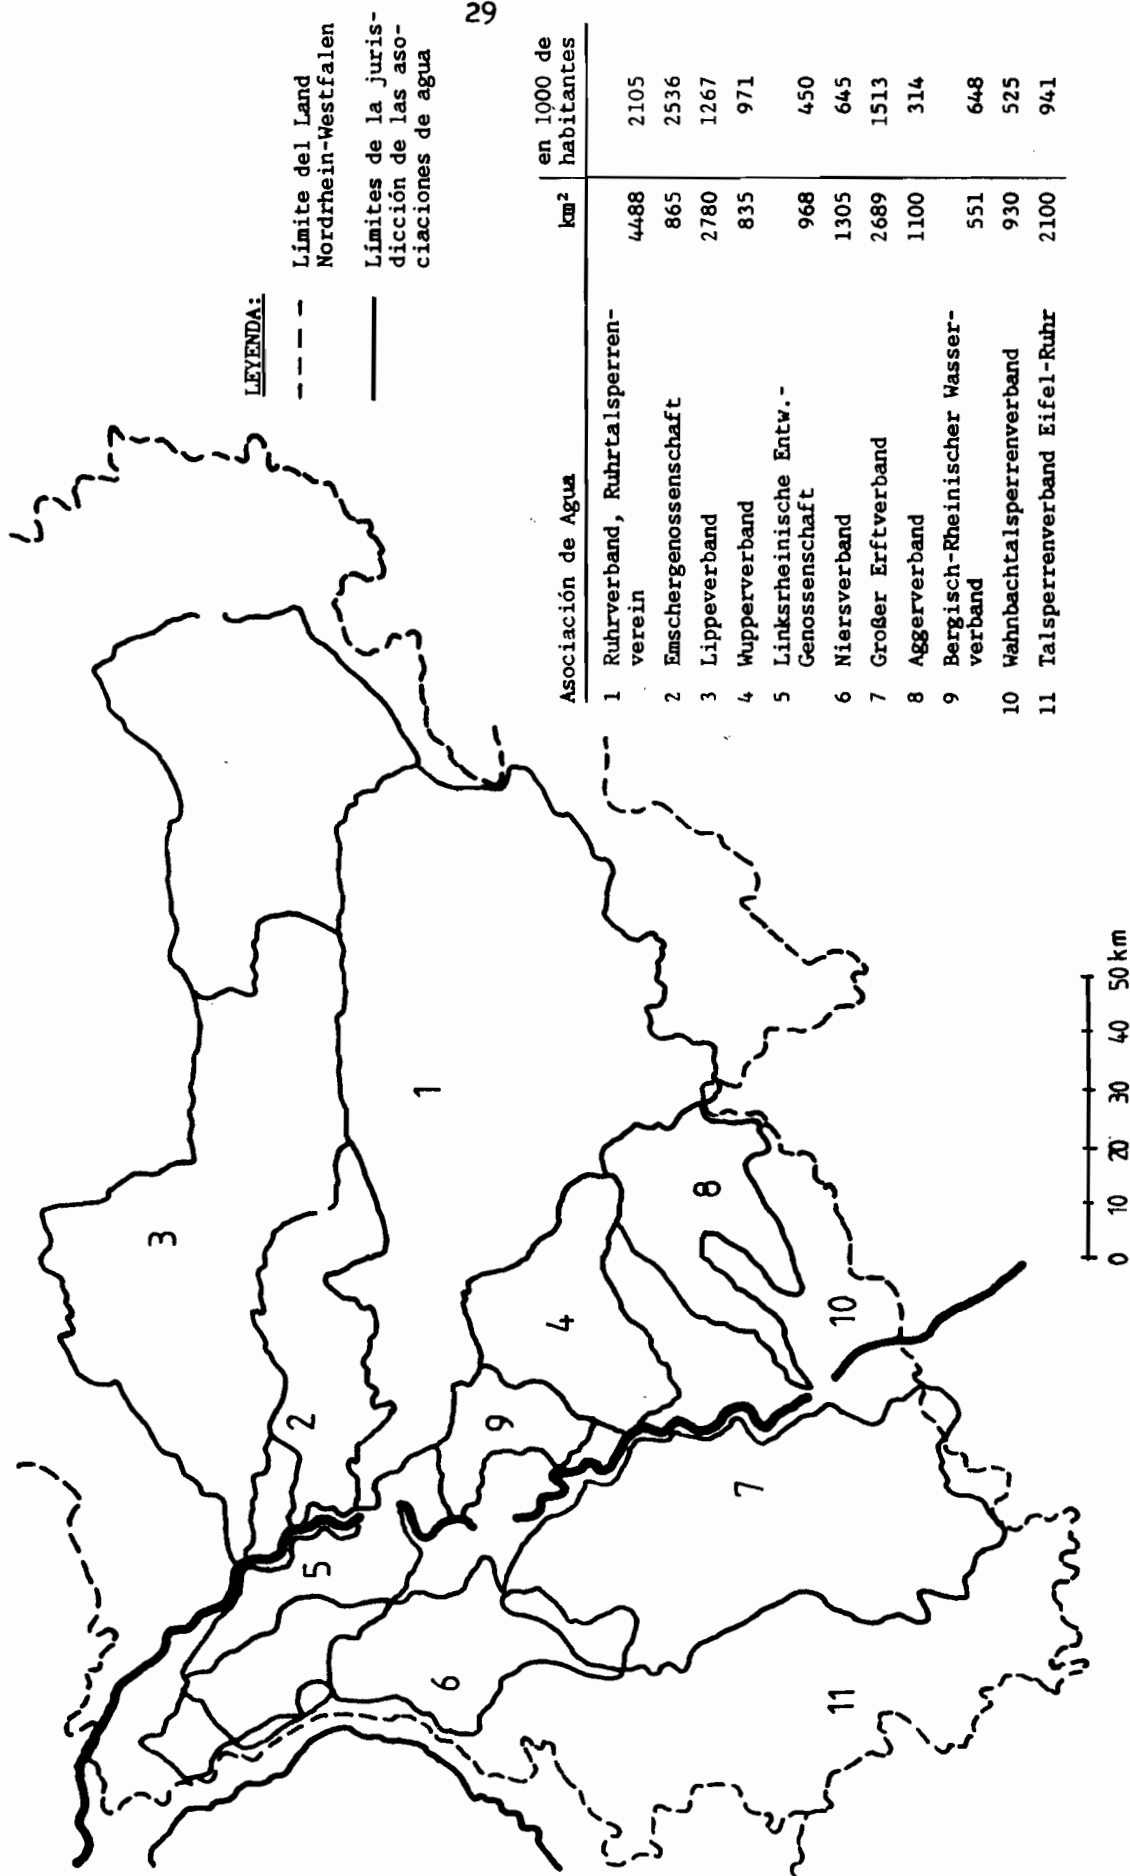 29
LEYENDA:
Límite del Land
Nordrhein-Westfalen
Límites de la juris-
dicción de las aso-
ciaciones de agua
Asociación de Agua km² en 1000 de
habitantes
1 Ruhrverband, Ruhrtalsperren-
verein 4488 2105
2 Emschergenossenschaft 865 2536
3 Lippeverband 2780 1267
4 Wupperverband 835 971
5 Linksrheinische Entw.-
Genossenschaft 968 450
6 Niersverband 1305 645
7 Großer Erftverband 2689 1513
8 Aggerverband 1100 314
9 Bergisch-Rheinischer Wasser-
verband 551 648
10 Wahnbachtalsperrenverband 930 525
11 Talsperrenverband Eifel-Ruhr 2100 941
3
1
2
4
8
9
10
5
7
6
11
0 10 20 30 40 50 km